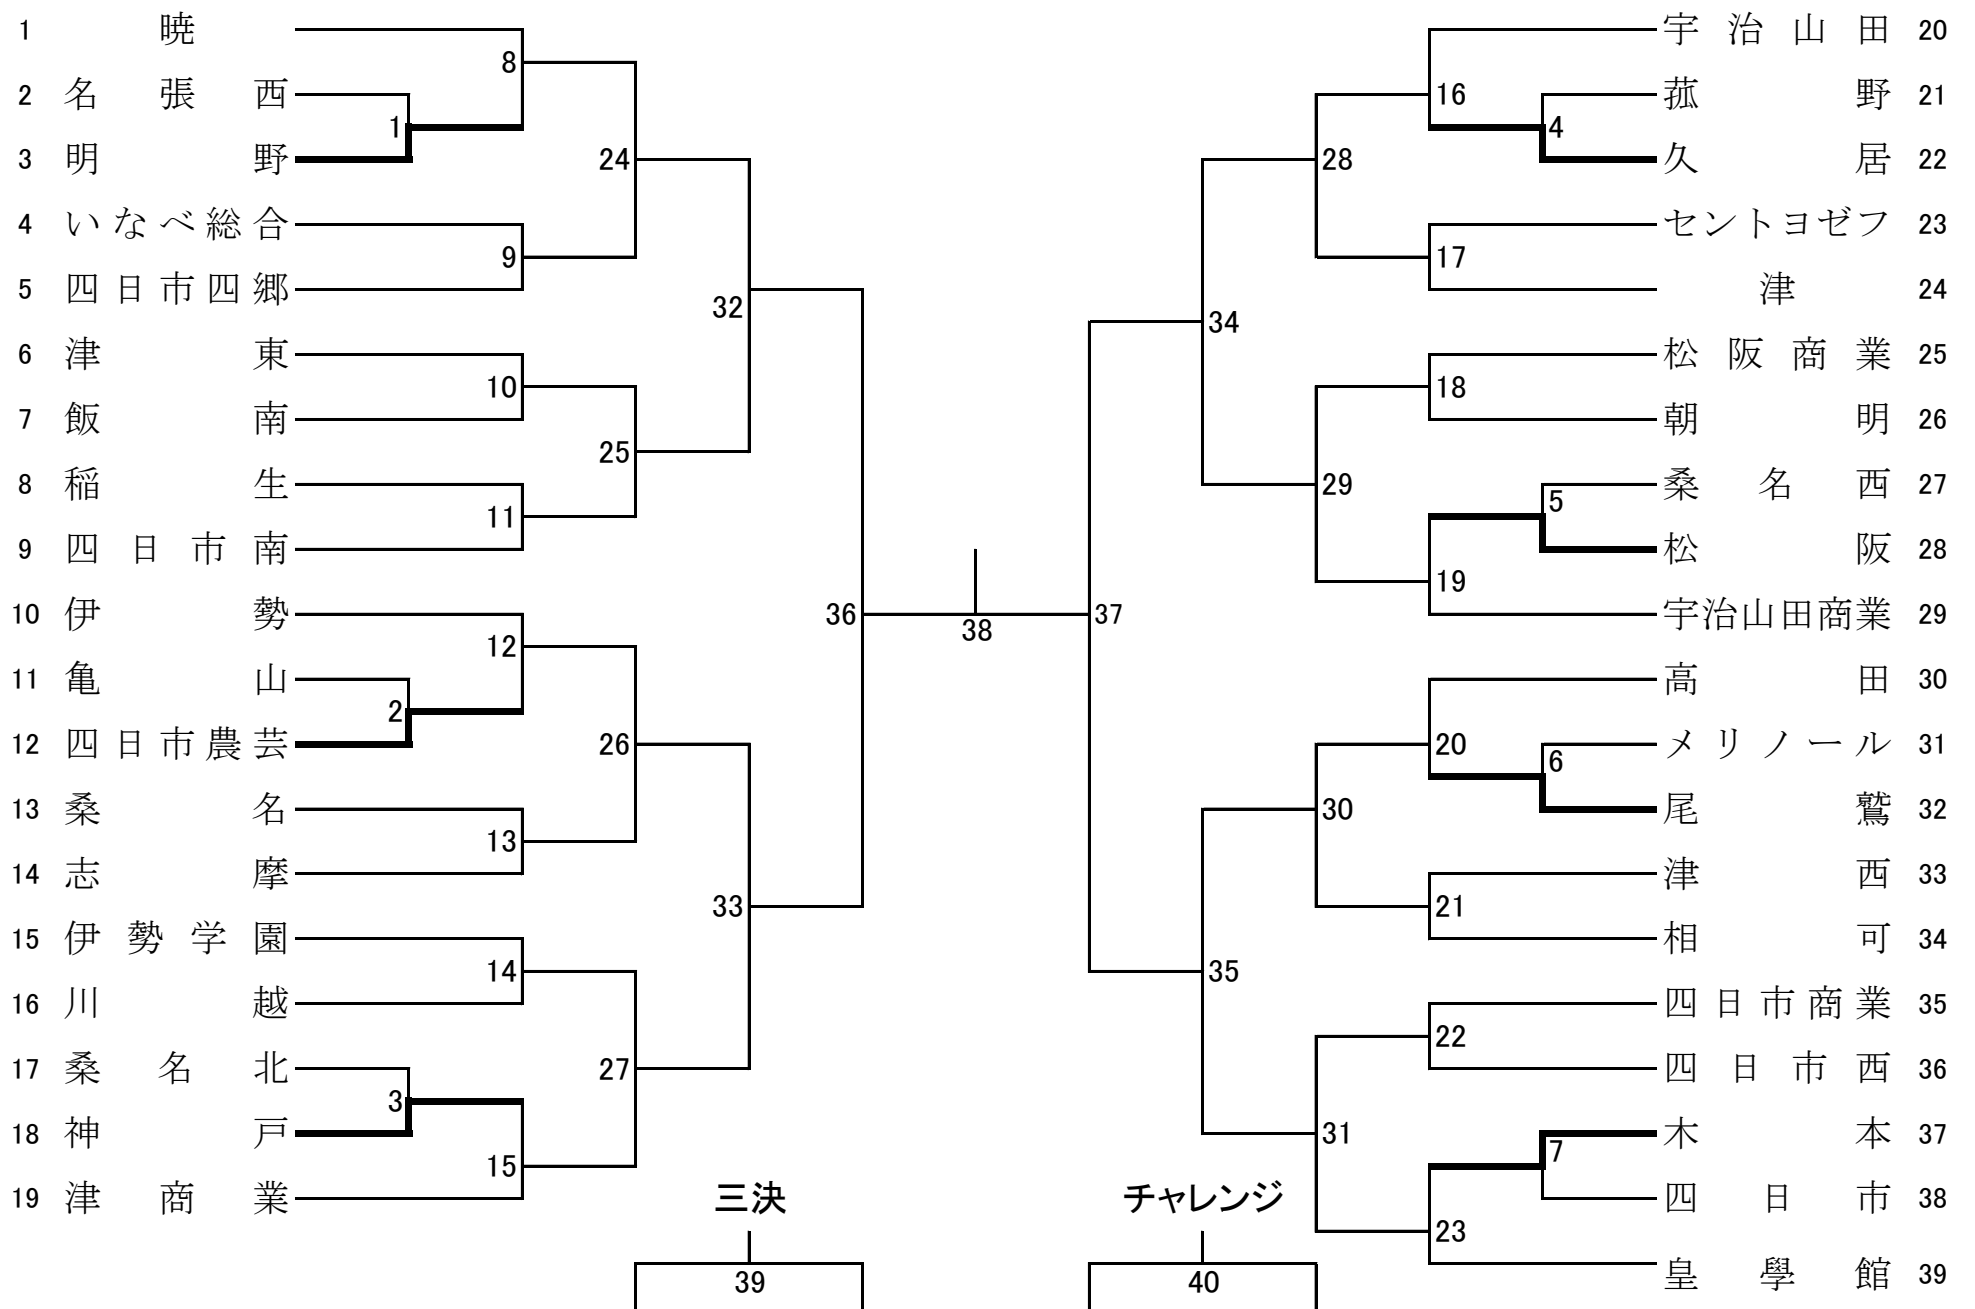 1 暁
2 名張西
3 明野
4 いなべ総合
5 四日市四郷
6 津東
7 飯南
8 稲生
9 四日市南
10 伊勢
11 亀山
12 四日市農芸
13 桑名
14 志摩
15 伊勢学園
16 川越
17 桑名北
18 神戸
19 津商業
1
2
3
8
9
10
11
12
13
14
15
24
25
26
27
32
33
36
38
37
34
35
28
29
30
31
16
17
18
19
20
21
22
23
4
5
6
7
宇治山田 20
菰野 21
久居 22
セントヨゼフ 23
津 24
松阪商業 25
朝明 26
桑名西 27
松阪 28
宇治山田商業 29
高田 30
メリノール 31
尾鷲 32
津西 33
相可 34
四日市商業 35
四日市西 36
木本 37
四日市 38
皇學館 39
三決
39
チャレンジ
40